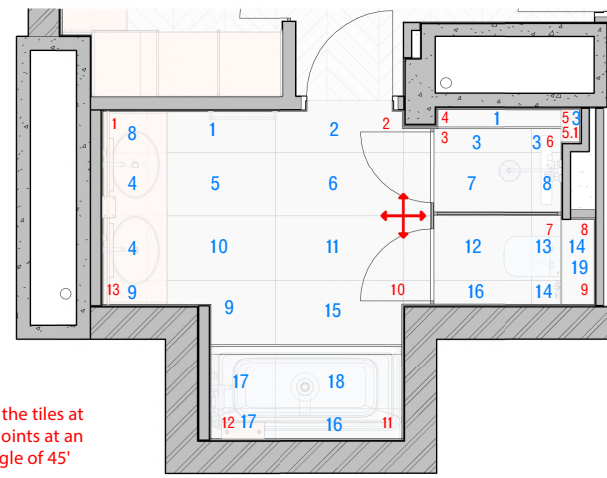 4 1 5 3
1 8 1 2 2 3 3 3 6 5.1
4 5 6 7 8
4 10 11 12 7 13 8 14
19
13 9 9 15 10 16 14 9
17 18
12 17 16 11
the tiles at
oints at an
gle of 45'